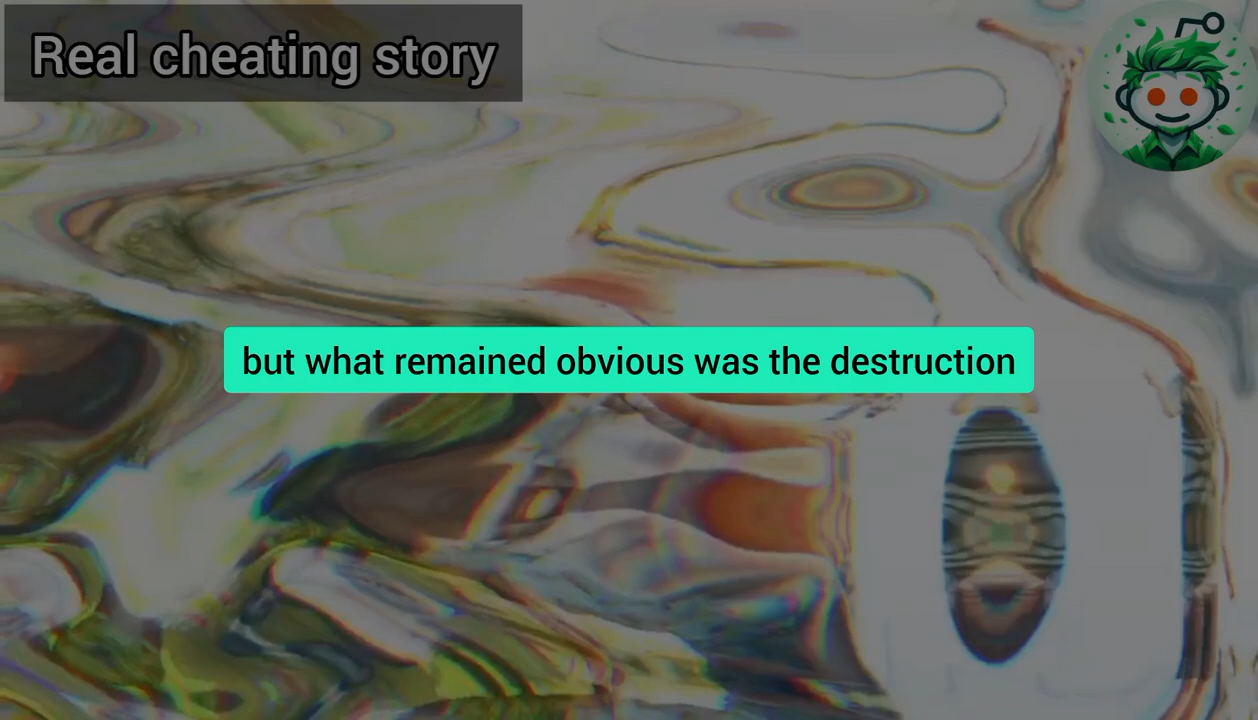 Real cheating story
but what remained obvious was the destruction